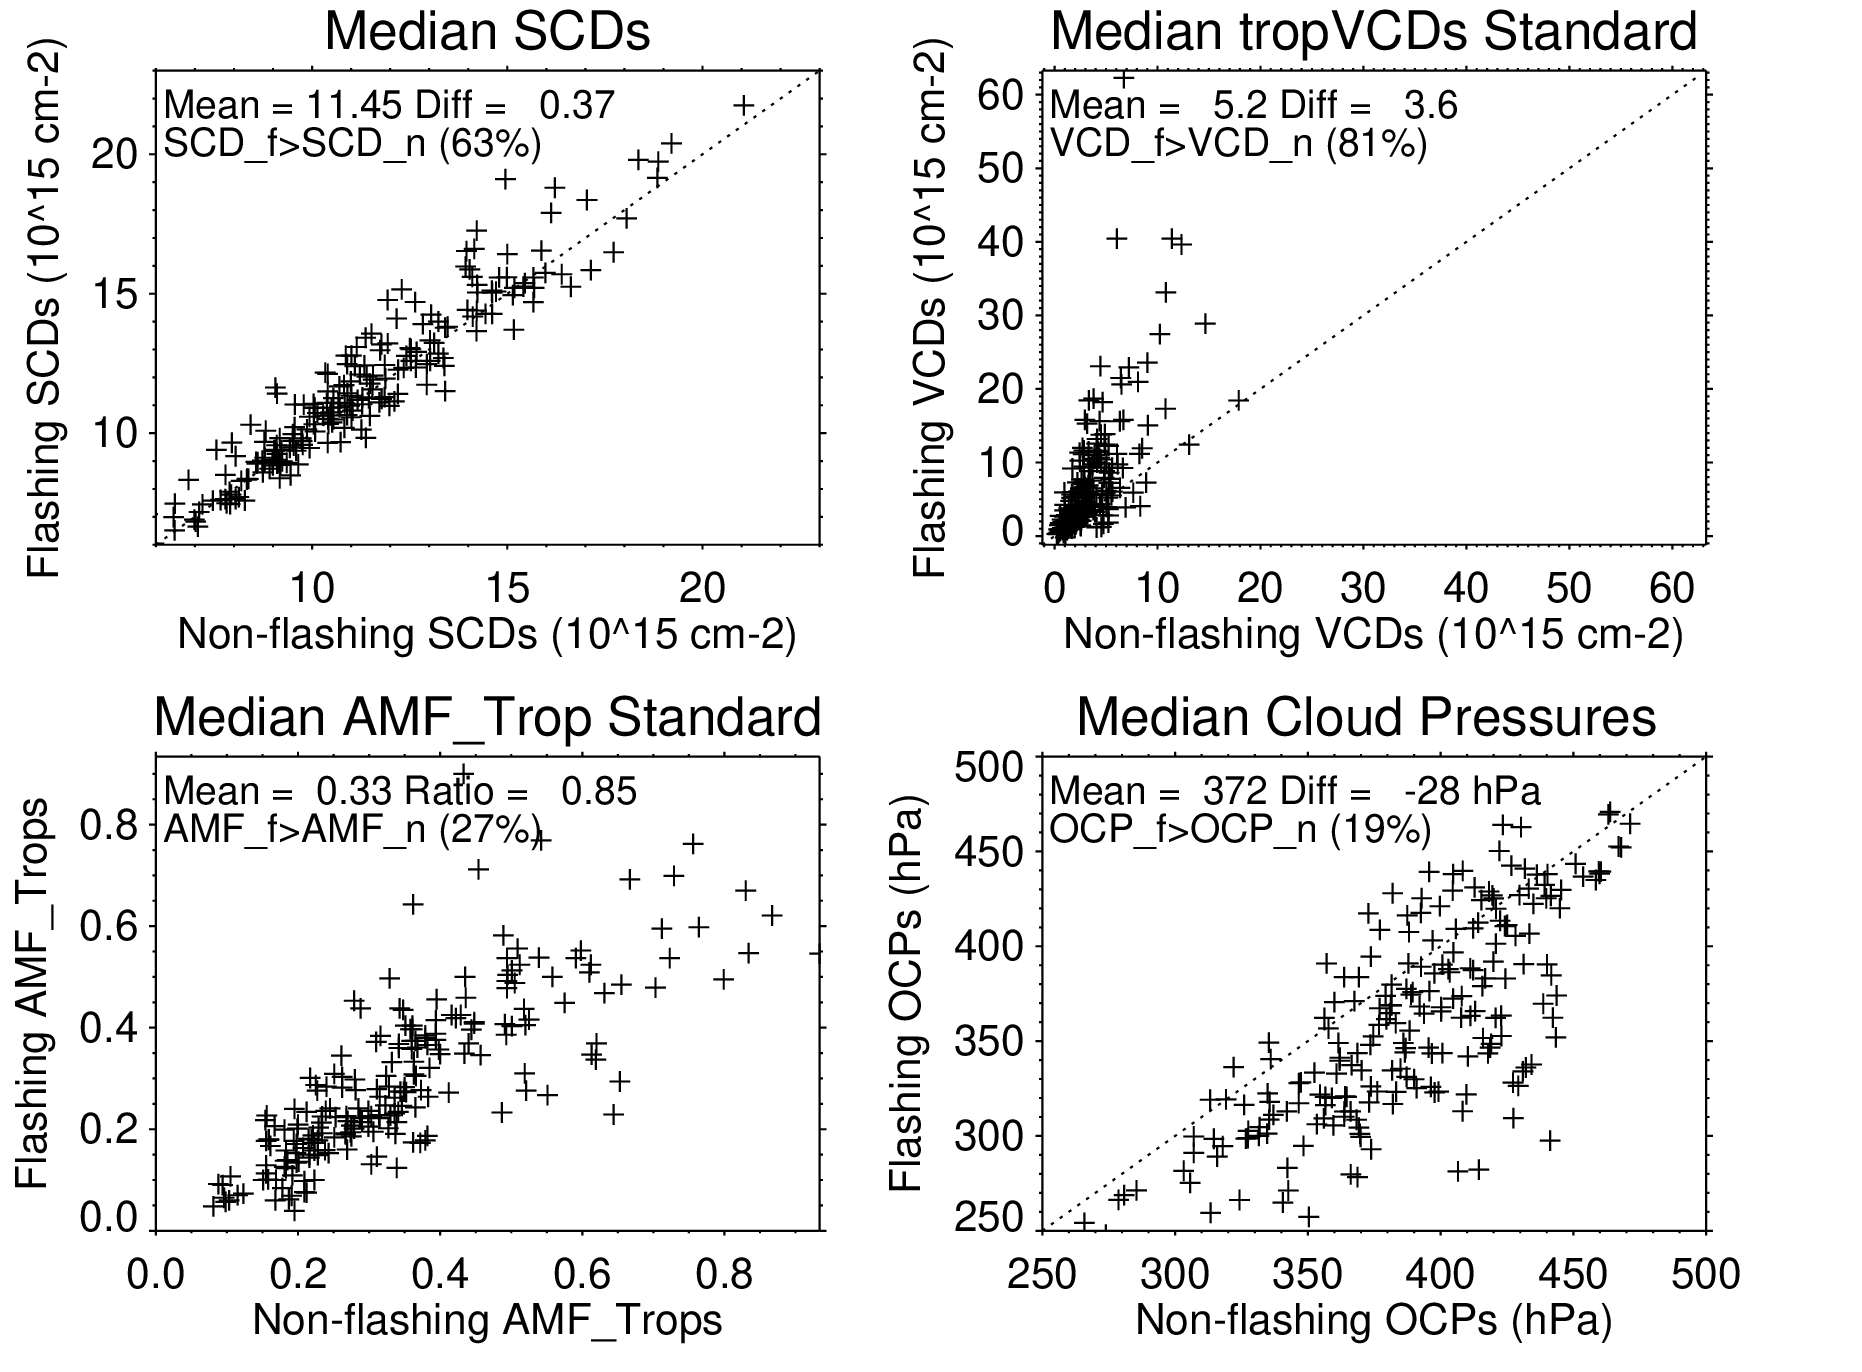 Median SCDs
Flashing SCDs (10^15 cm-2)
Mean = 11.45 Diff = 0.37
SCD_f>SCD_n (63%)
20
15
10
10 15 20
Non-flashing SCDs (10^15 cm-2)
Median tropVCDs Standard
Flashing VCDs (10^15 cm-2)
Mean = 5.2 Diff = 3.6
VCD_f>VCD_n (81%)
60
50
40
30
20
10
0
0 10 20 30 40 50 60
Non-flashing VCDs (10^15 cm-2)
Median AMF_Trop Standard
Flashing AMF_Trops
Mean = 0.33 Ratio = 0.85
AMF_f>AMF_n (27%)
0.8
0.6
0.4
0.2
0.0
0.0 0.2 0.4 0.6 0.8
Non-flashing AMF_Trops
Median Cloud Pressures
Flashing OCPs (hPa)
Mean = 372 Diff = -28 hPa
OCP_f>OCP_n (19%)
500
450
400
350
300
250
250 300 350 400 450 500
Non-flashing OCPs (hPa)